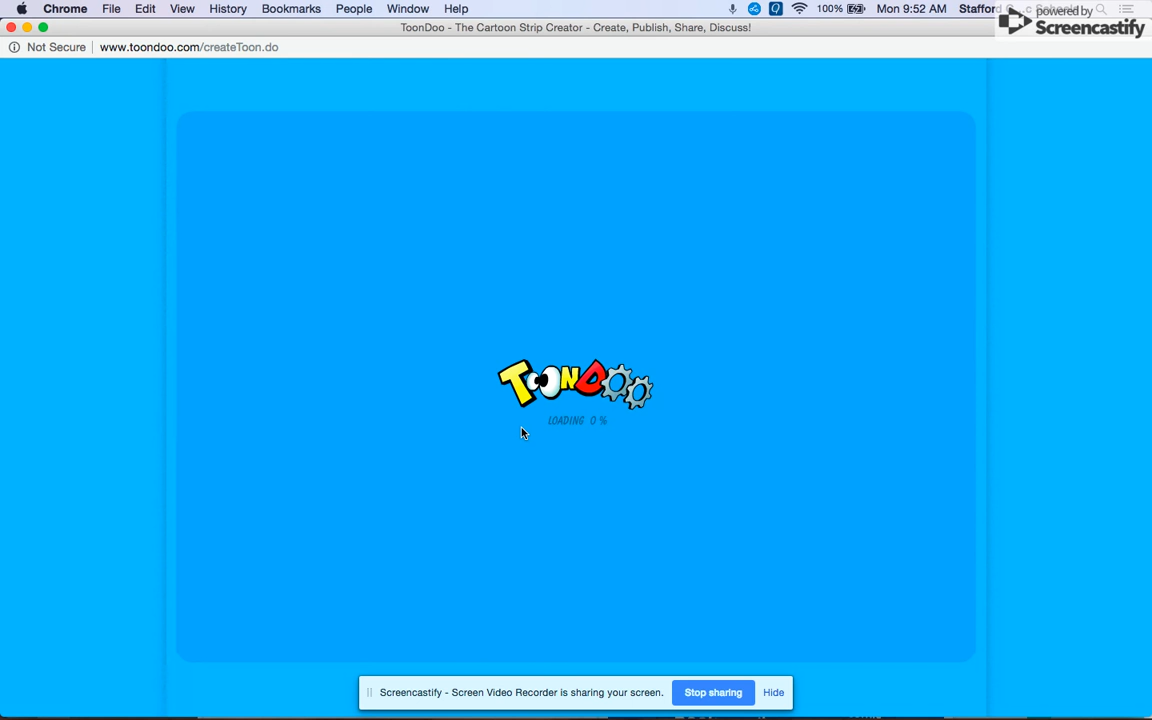 Chrome File Edit View History Bookmarks People Window Help 100% Mon 9:52 AM Stafford
powered by
Screencastify
ToonDoo - The Cartoon Strip Creator - Create, Publish, Share, Discuss!
Not Secure www.toondoo.com/createToon.do
TOONDOO
LOADING 0 %
Screencastify - Screen Video Recorder is sharing your screen. Stop sharing Hide